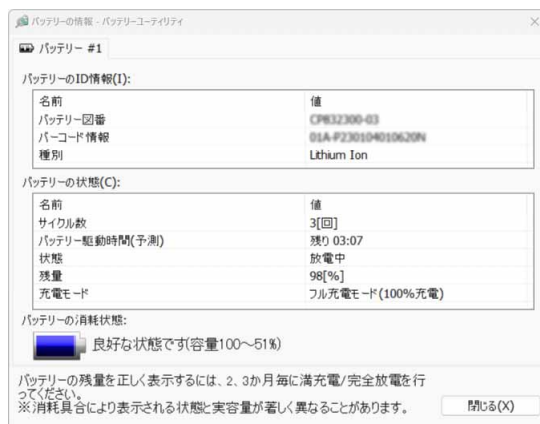 バッテリーの情報 - バッテリーユーティリティ
バッテリー #1
バッテリーのID情報(I):
名前 値
バッテリー図番 CP832300-03
バーコード情報 01A-P230104010620N
種別 Lithium Ion
バッテリーの状態(C):
名前 値
サイクル数 3[回]
バッテリー駆動時間(予測) 残り 03:07
状態 放電中
残量 98[%]
充電モード フル充電モード(100%充電)
バッテリーの消耗状態:
良好な状態です(容量100～51%)
バッテリーの残量を正しく表示するには、2、3か月毎に満充電/完全放電を行
ってください。
※消耗具合により表示される状態と実容量が著しく異なることがあります。
閉じる(X)